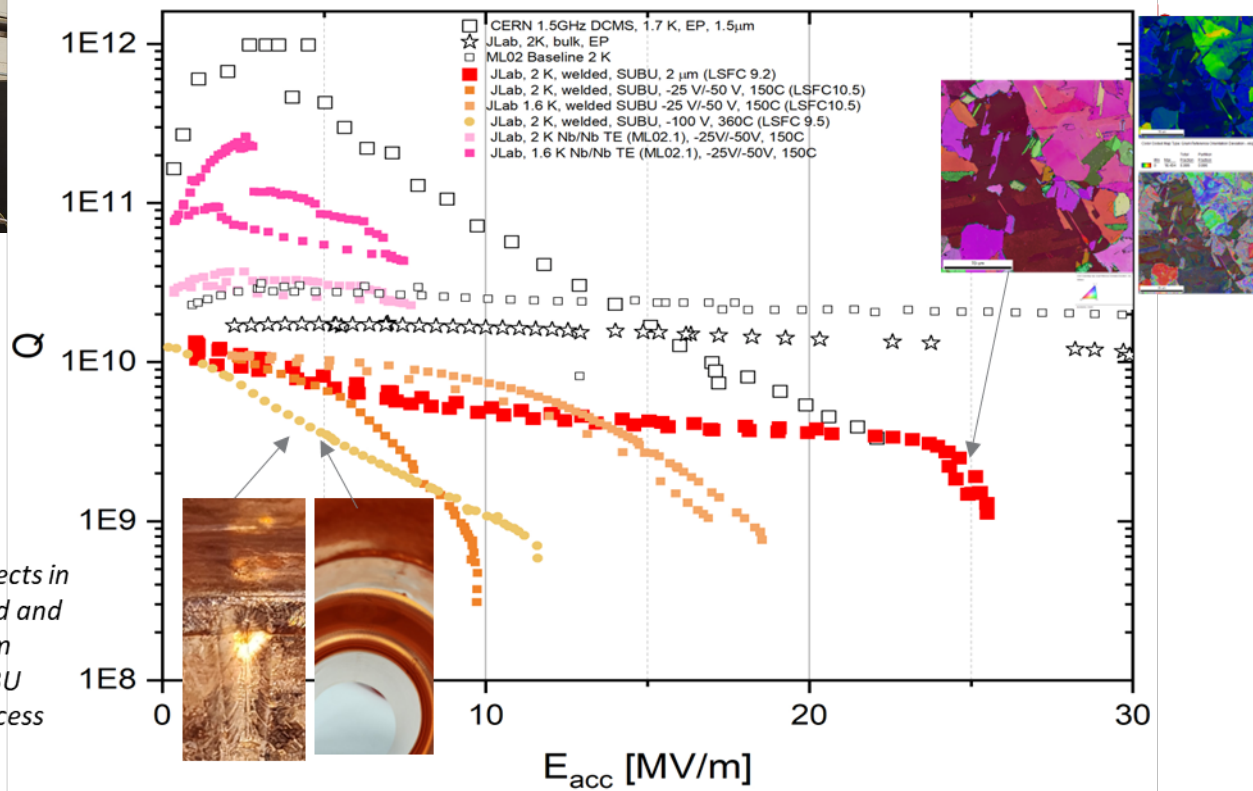 1E12
1E11
1E10
1E9
1E8
Q
CERN 1.5GHz DCMS, 1.7 K, EP, 1.5μm
JLab, 2K, bulk, EP
ML02 Baseline 2 K
JLab, 2 K, welded, SUBU, 2 μm (LSFC 9.2)
JLab, 2 K, welded, SUBU, -25 V/-50 V, 150C (LSFC10.5)
JLab 1.6 K, welded SUBU -25 V/-50 V, 150C (LSFC10.5)
JLab, 2 K, welded, SUBU, -100 V, 360C (LSFC 9.5)
JLab, 2 K Nb/Nb TE (ML02.1), -25V/-50V, 150C
JLab, 1.6 K Nb/Nb TE (ML02.1), -25V/-50V, 150C
ects in
d and
n
BU
cess
0
10
20
30
Eacc [MV/m]